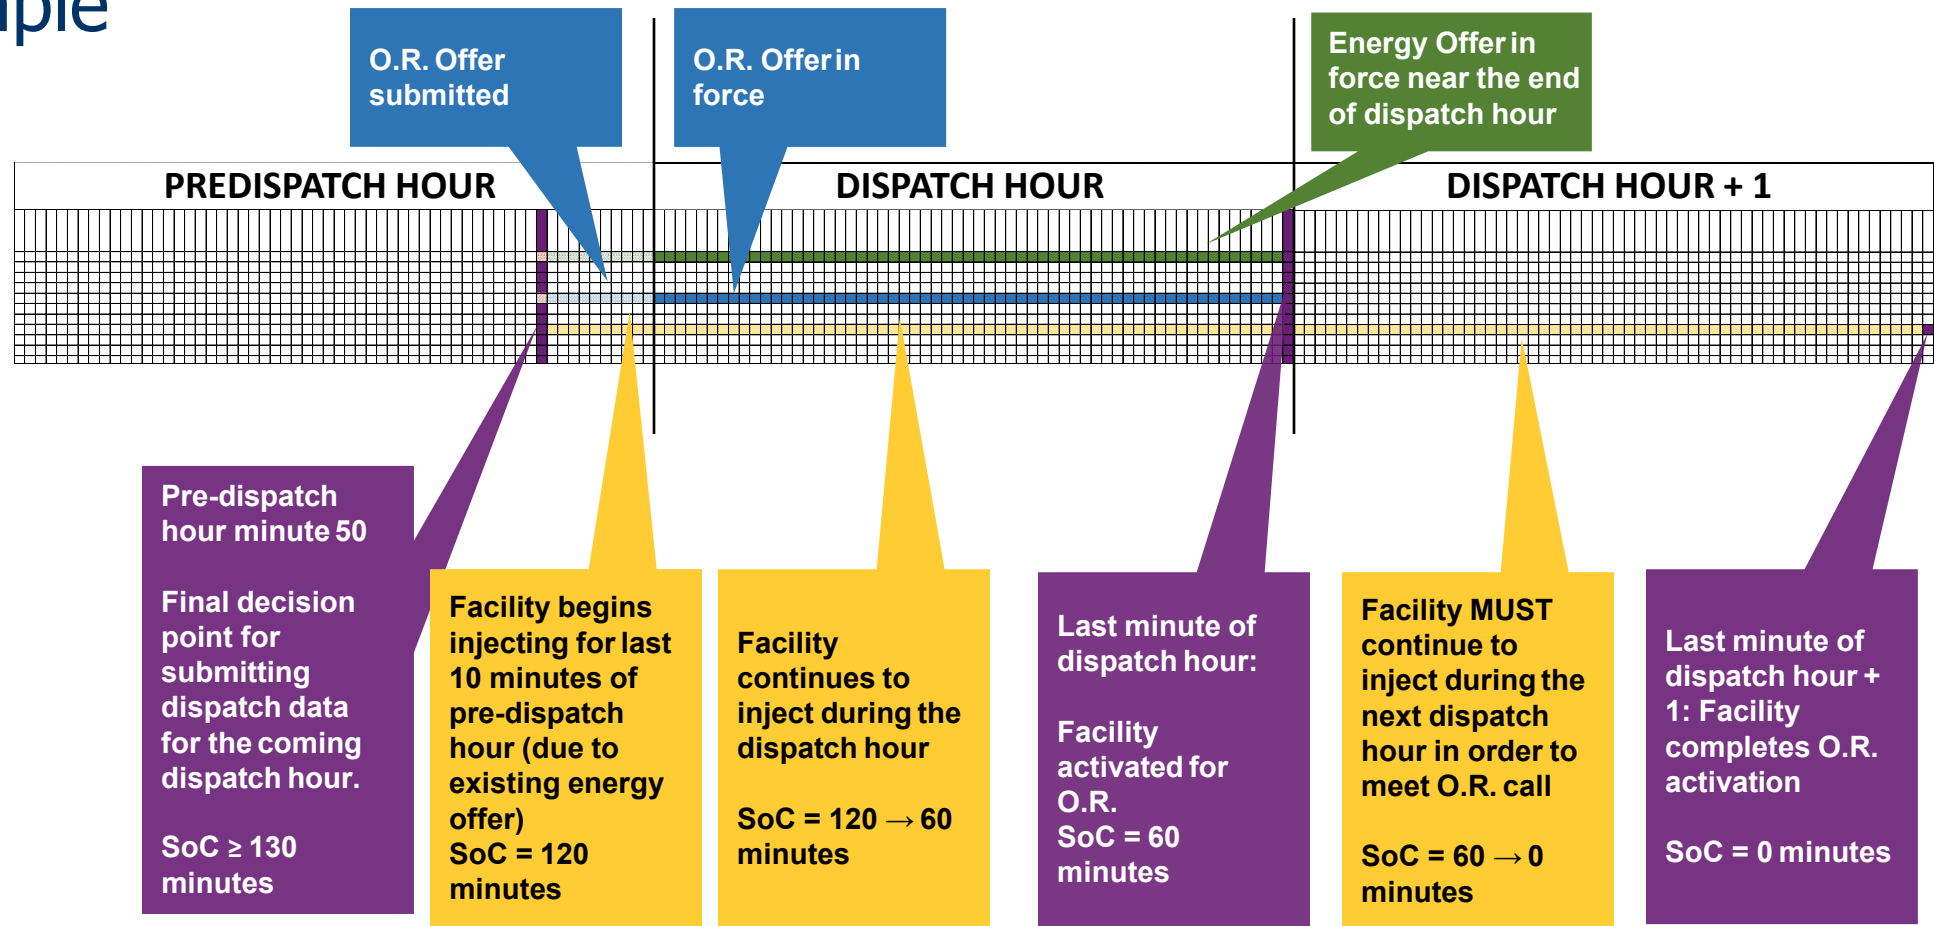 O.R. Offer
submitted
O.R. Offer in
force
Energy Offer in
force near the end
of dispatch hour
PREDISPATCH HOUR
DISPATCH HOUR
DISPATCH HOUR + 1
Pre-dispatch
hour minute 50
Final decision
point for
submitting
dispatch data
for the coming
dispatch hour.
SoC ≥ 130
minutes
Facility begins
injecting for last
10 minutes of
pre-dispatch
hour (due to
existing energy
offer)
SoC = 120
minutes
Facility
continues to
inject during the
dispatch hour
SoC = 120 → 60
minutes
Last minute of
dispatch hour:
Facility
activated for
O.R.
SoC = 60
minutes
Facility MUST
continue to
inject during the
next dispatch
hour in order to
meet O.R. call
SoC = 60 → 0
minutes
Last minute of
dispatch hour +
1: Facility
completes O.R.
activation
SoC = 0 minutes